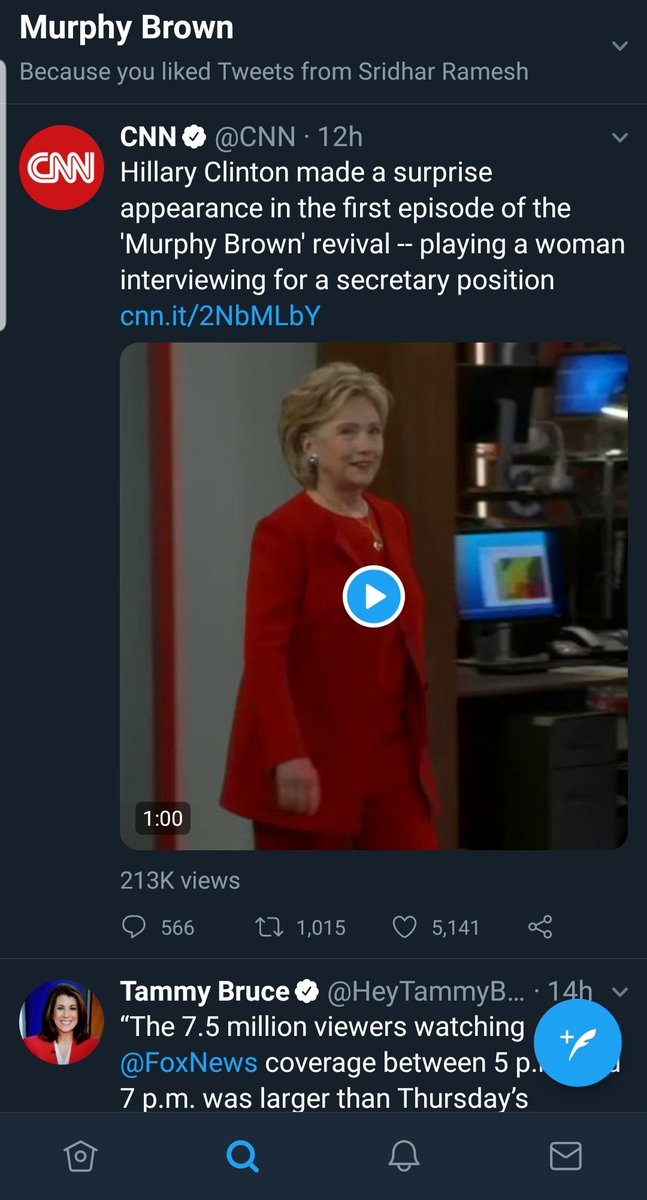 Murphy Brown
Because you liked Tweets from Sridhar Ramesh
CNN @CNN · 12h
CNN
Hillary Clinton made a surprise
appearance in the first episode of the
'Murphy Brown' revival -- playing a woman
interviewing for a secretary position
cnn.it/2NbMLbY
1:00
213K views
566 1,015 5,141
Tammy Bruce @HeyTammyB... · 14h
“The 7.5 million viewers watching
@FoxNews coverage between 5 p.
7 p.m. was larger than Thursday’s